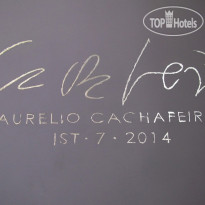 TOP Hotels
AURELIO CACHAFEIR
IST · 7 · 2014